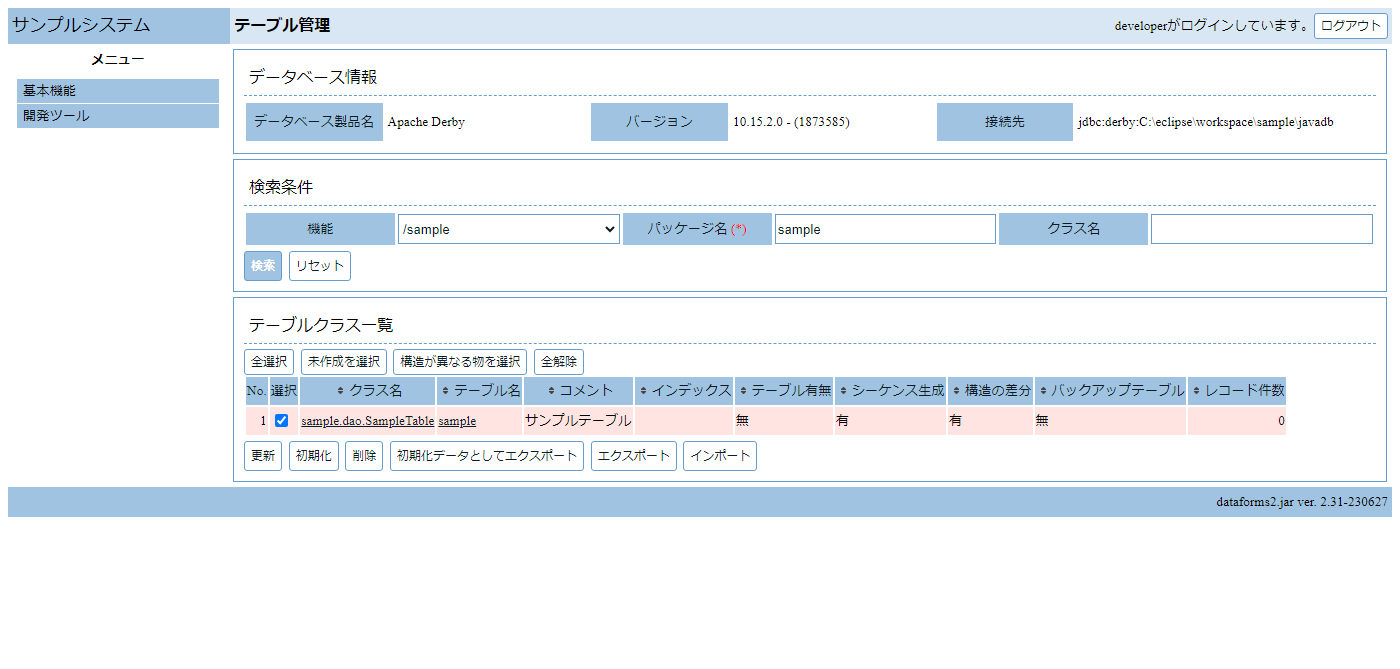 サンプルシステム テーブル管理 developerがログインしています。 ログアウト
メニュー
基本機能
開発ツール
データベース情報
データベース製品名 Apache Derby バージョン 10.15.2.0 - (1873585) 接続先 jdbc:derby:C:\eclipse\workspace\sample\javadb
検索条件
機能 /sample パッケージ名(*) sample クラス名
検索 リセット
テーブルクラス一覧
全選択 未作成を選択 構造が異なる物を選択 全解除
No. 選択 クラス名 テーブル名 コメント インデックス テーブル有無 シーケンス生成 構造の差分 バックアップテーブル レコード件数
1 sample.dao.SampleTable sample サンプルテーブル 無 有 有 無 0
更新 初期化 削除 初期化データとしてエクスポート エクスポート インポート
dataforms2.jar ver. 2.31-230627